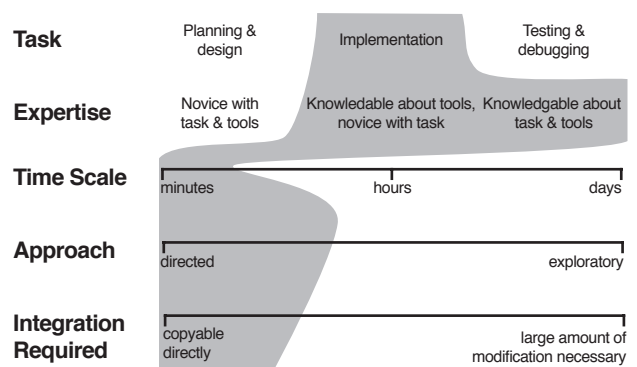 Task
Planning &
design
Implementation
Testing &
debugging
Expertise
Novice with
task & tools
Knowledable about tools,
novice with task
Knowledgable about
task & tools
Time Scale
minutes
hours
days
Approach
directed
exploratory
Integration
Required
copyable
directly
large amount of
modification necessary